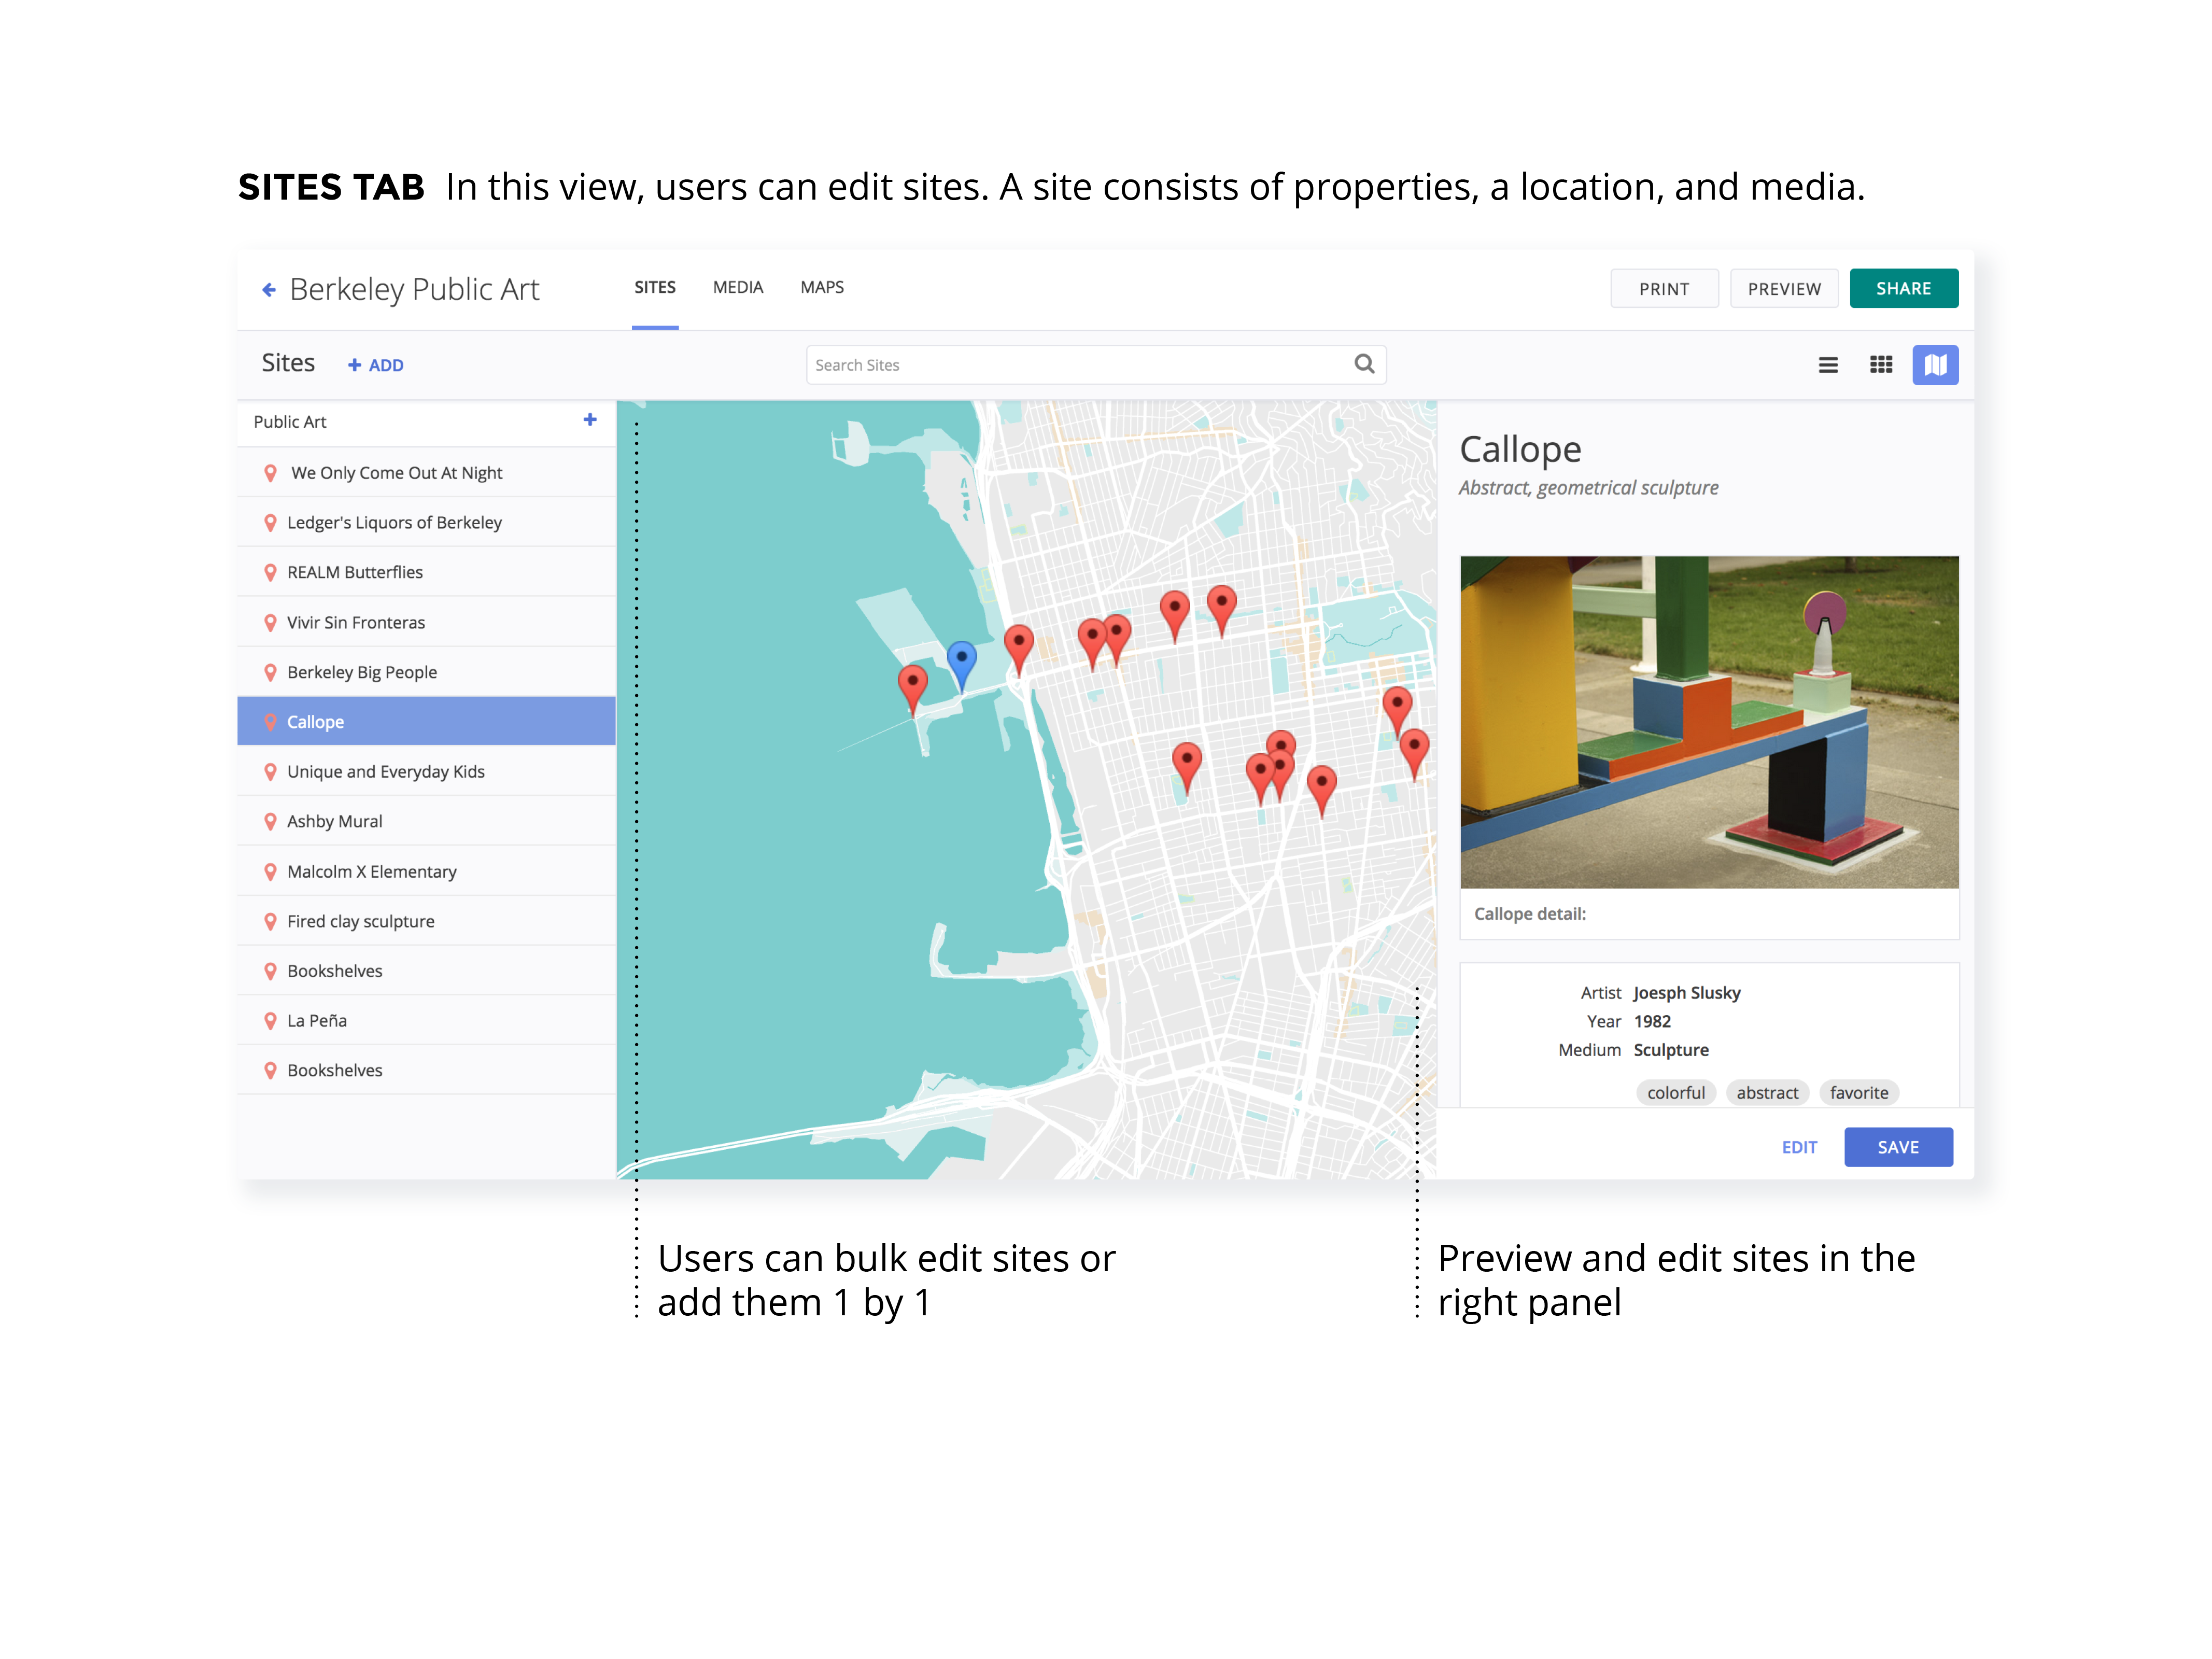 SITES TAB In this view, users can edit sites. A site consists of properties, a location, and media.
Berkeley Public Art
SITES MEDIA MAPS
PRINT PREVIEW SHARE
Sites + ADD
Search Sites
Public Art +
We Only Come Out At Night
Ledger's Liquors of Berkeley
REALM Butterflies
Vivir Sin Fronteras
Berkeley Big People
Callope
Unique and Everyday Kids
Ashby Mural
Malcolm X Elementary
Fired clay sculpture
Bookshelves
La Peña
Bookshelves
Callope
Abstract, geometrical sculpture
Callope detail:
Artist Joesph Slusky
Year 1982
Medium Sculpture
colorful abstract favorite
EDIT SAVE
Users can bulk edit sites or
add them 1 by 1
Preview and edit sites in the
right panel